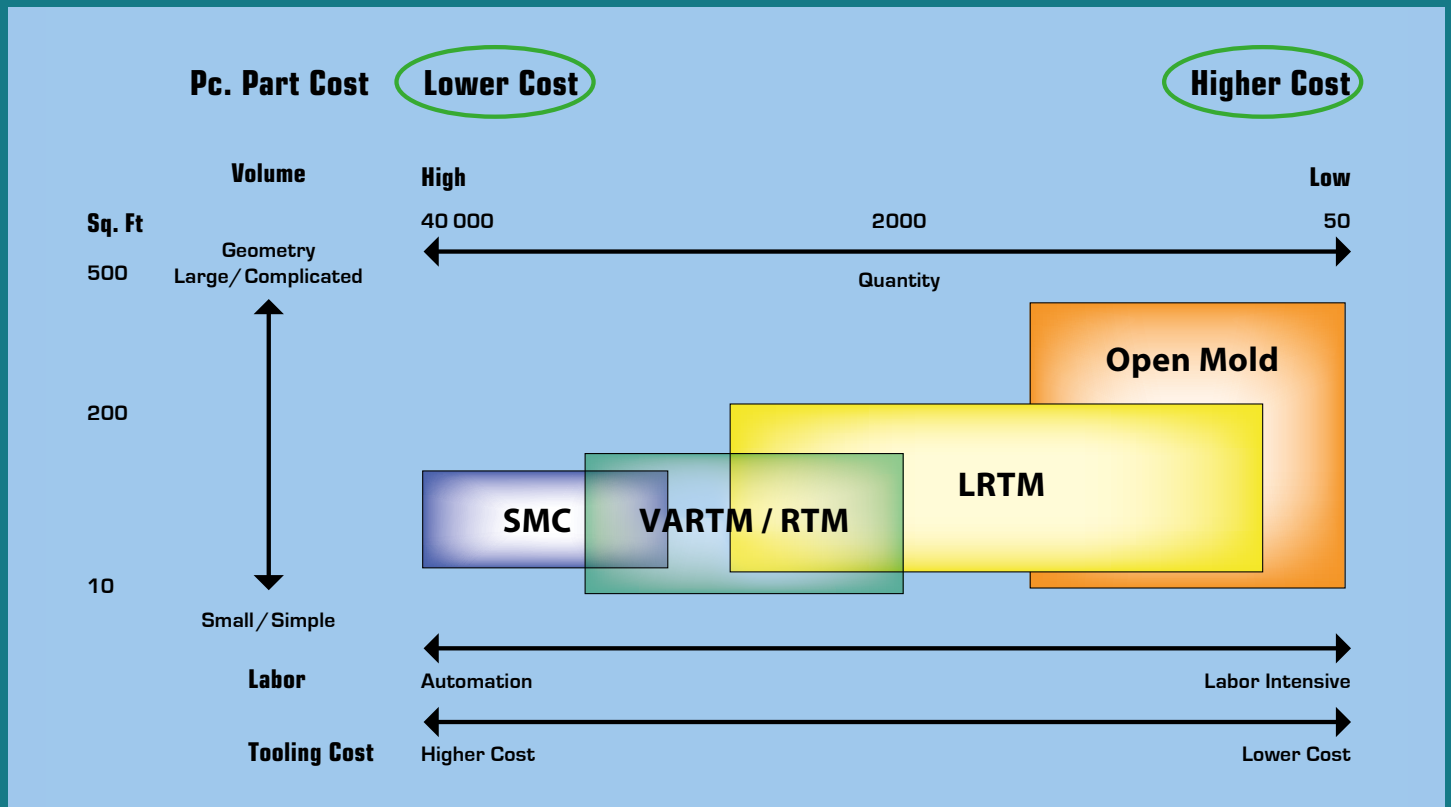 Pc. Part Cost
Lower Cost
Higher Cost
Volume
High
Low
Sq. Ft
40 000
2000
50
Geometry
Large/Complicated
500
Quantity
Open Mold
200
LRTM
SMC
VARTM / RTM
10
Small/Simple
Labor
Automation
Labor Intensive
Tooling Cost
Higher Cost
Lower Cost